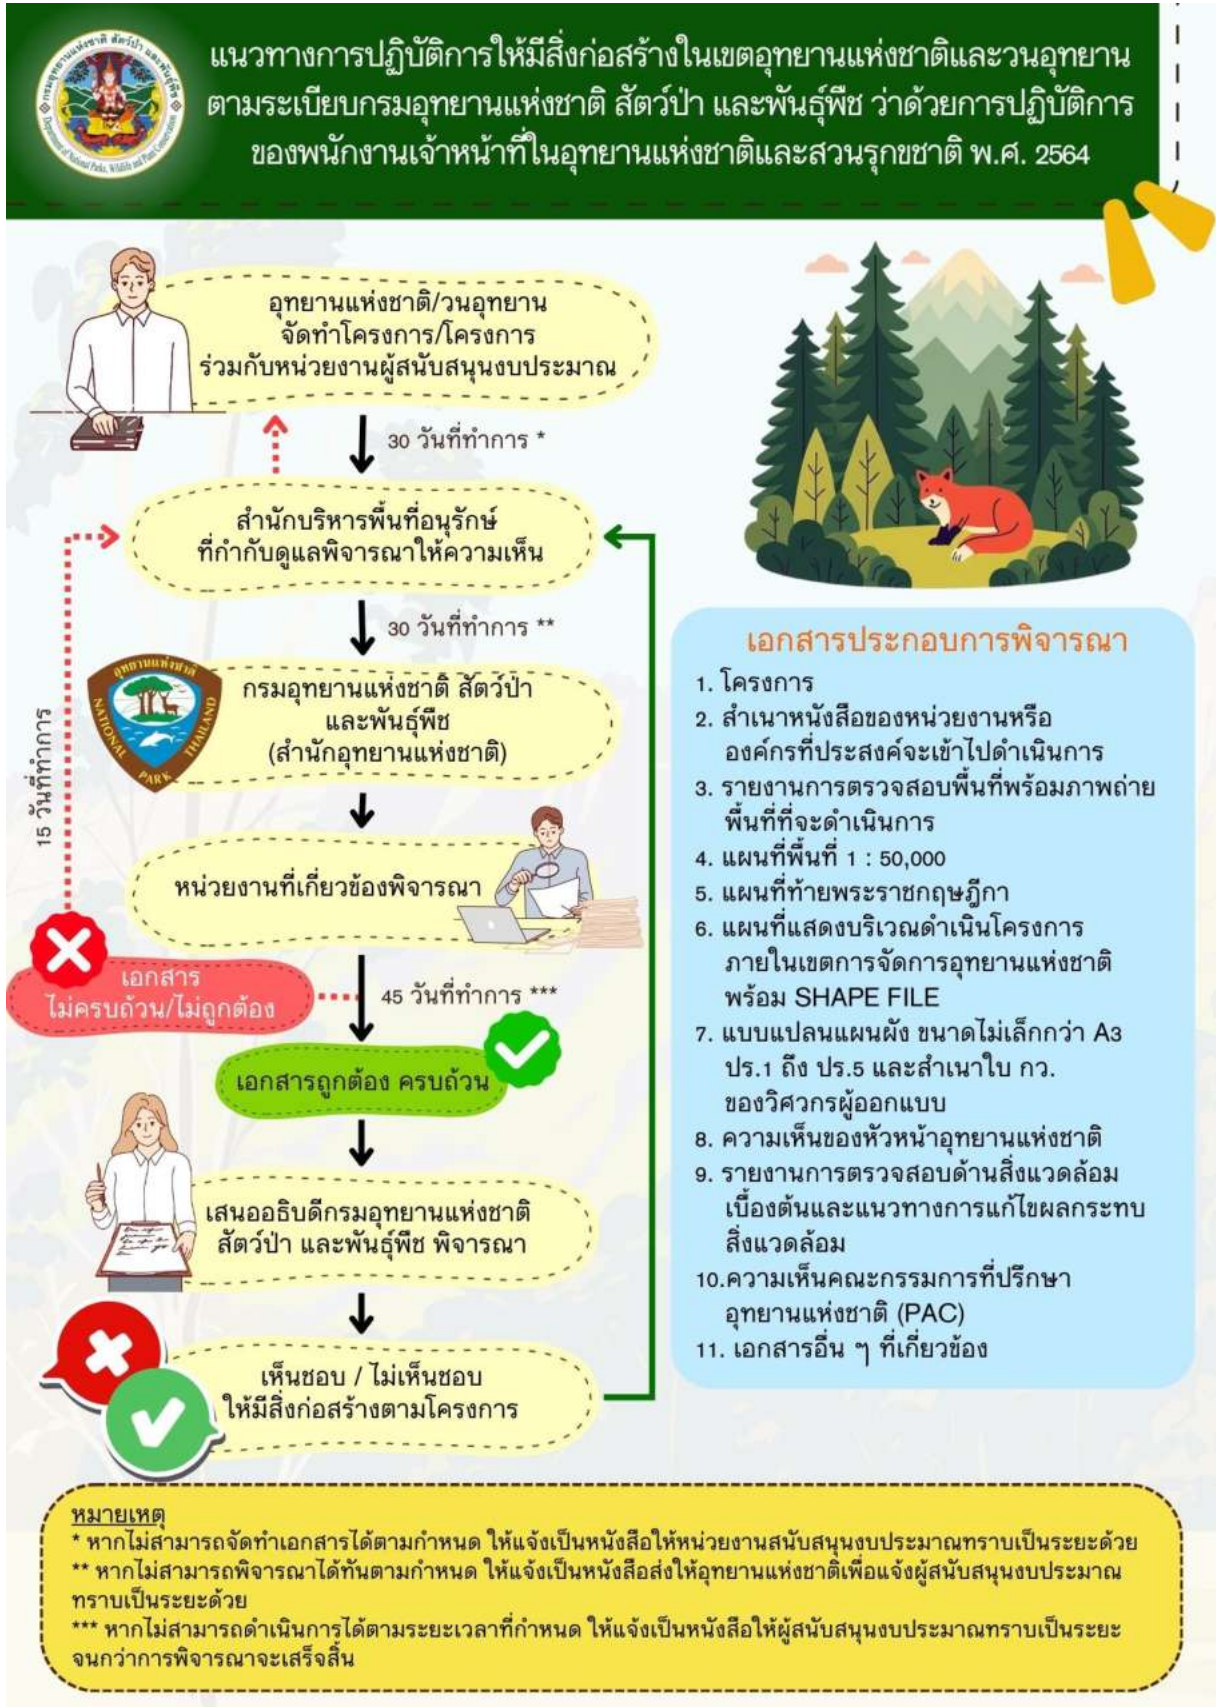 แนวทางการปฏิบัติการให้มีสิ่งก่อสร้างในเขตอุทยานแห่งชาติและวนอุทยาน
ตามระเบียบกรมอุทยานแห่งชาติ สัตว์ป่า และพันธุ์พืช ว่าด้วยการปฏิบัติการ
ของพนักงานเจ้าหน้าที่ในอุทยานแห่งชาติและสวนรุกขชาติ พ.ศ. 2564
กรมอุทยานแห่งชาติ สัตว์ป่า และพันธุ์พืช
Department of National Parks, Wildlife and Plant Conservation
อุทยานแห่งชาติ/วนอุทยาน
จัดทำโครงการ/โครงการ
ร่วมกับหน่วยงานผู้สนับสนุนงบประมาณ
30 วันที่ทำการ *
สำนักบริหารพื้นที่อนุรักษ์
ที่กำกับดูแลพิจารณาให้ความเห็น
30 วันที่ทำการ **
อุทยานแห่งชาติ
NATIONAL PARK THAILAND
กรมอุทยานแห่งชาติ สัตว์ป่า
และพันธุ์พืช
(สำนักอุทยานแห่งชาติ)
15 วันที่ทำการ
หน่วยงานที่เกี่ยวข้องพิจารณา
เอกสาร
ไม่ครบถ้วน/ไม่ถูกต้อง
45 วันที่ทำการ ***
เอกสารถูกต้อง ครบถ้วน
เสนออธิบดีกรมอุทยานแห่งชาติ
สัตว์ป่า และพันธุ์พืช พิจารณา
เห็นชอบ / ไม่เห็นชอบ
ให้มีสิ่งก่อสร้างตามโครงการ
เอกสารประกอบการพิจารณา
1. โครงการ
2. สำเนาหนังสือของหน่วยงานหรือ
องค์กรที่ประสงค์จะเข้าไปดำเนินการ
3. รายงานการตรวจสอบพื้นที่พร้อมภาพถ่าย
พื้นที่ที่จะดำเนินการ
4. แผนที่พื้นที่ 1 : 50,000
5. แผนที่ท้ายพระราชกฤษฎีกา
6. แผนที่แสดงบริเวณดำเนินโครงการ
ภายในเขตการจัดการอุทยานแห่งชาติ
พร้อม SHAPE FILE
7. แบบแปลนแผนผัง ขนาดไม่เล็กกว่า A3
ปร.1 ถึง ปร.5 และสำเนาใบ กว.
ของวิศวกรผู้ออกแบบ
8. ความเห็นของหัวหน้าอุทยานแห่งชาติ
9. รายงานการตรวจสอบด้านสิ่งแวดล้อม
เบื้องต้นและแนวทางการแก้ไขผลกระทบ
สิ่งแวดล้อม
10.ความเห็นคณะกรรมการที่ปรึกษา
อุทยานแห่งชาติ (PAC)
11. เอกสารอื่น ๆ ที่เกี่ยวข้อง
หมายเหตุ
* หากไม่สามารถจัดทำเอกสารได้ตามกำหนด ให้แจ้งเป็นหนังสือให้หน่วยงานสนับสนุนงบประมาณทราบเป็นระยะด้วย
** หากไม่สามารถพิจารณาได้ทันตามกำหนด ให้แจ้งเป็นหนังสือส่งให้อุทยานแห่งชาติเพื่อแจ้งผู้สนับสนุนงบประมาณ
ทราบเป็นระยะด้วย
*** หากไม่สามารถดำเนินการได้ตามระยะเวลาที่กำหนด ให้แจ้งเป็นหนังสือให้ผู้สนับสนุนงบประมาณทราบเป็นระยะ
จนกว่าการพิจารณาจะเสร็จสิ้น